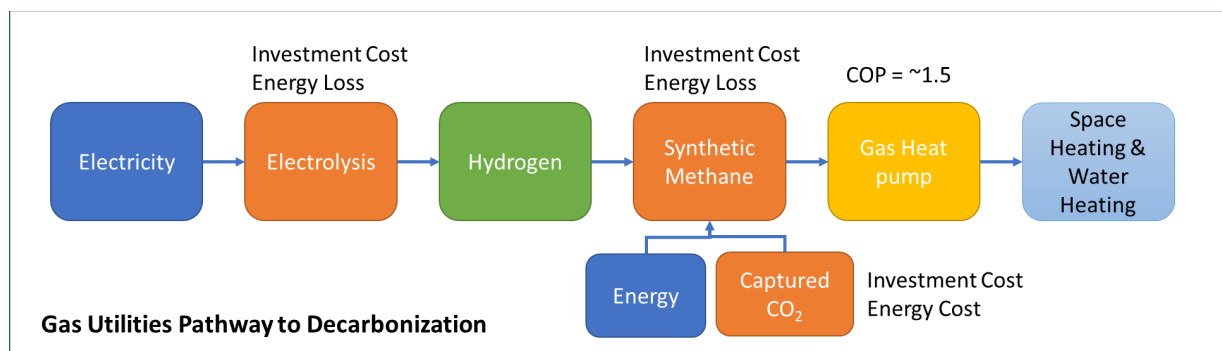 Investment Cost
Energy Loss
Investment Cost
Energy Loss
COP = ~1.5
Electricity
Electrolysis
Hydrogen
Synthetic
Methane
Gas Heat
pump
Space
Heating &
Water
Heating
Energy
Captured
CO₂
Investment Cost
Energy Cost
Gas Utilities Pathway to Decarbonization